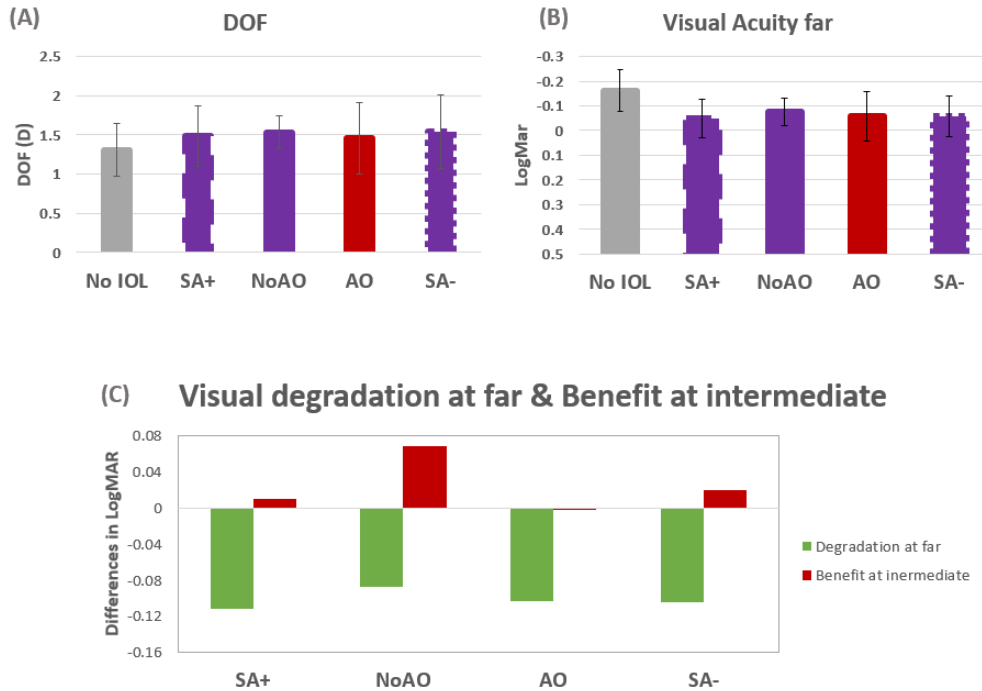 (A)
DOF
2.5
2
1.5
1
0.5
0
DOF (D)
No IOL SA+ NoAO AO SA-
(B)
Visual Acuity far
-0.3
-0.2
-0.1
0
0.1
0.2
0.3
0.4
0.5
LogMar
No IOL SA+ NoAO AO SA-
(C) Visual degradation at far & Benefit at intermediate
0.08
0.04
0
-0.04
-0.08
-0.12
-0.16
Differences in LogMAR
SA+ NoAO AO SA-
Degradation at far
Benefit at inermediate